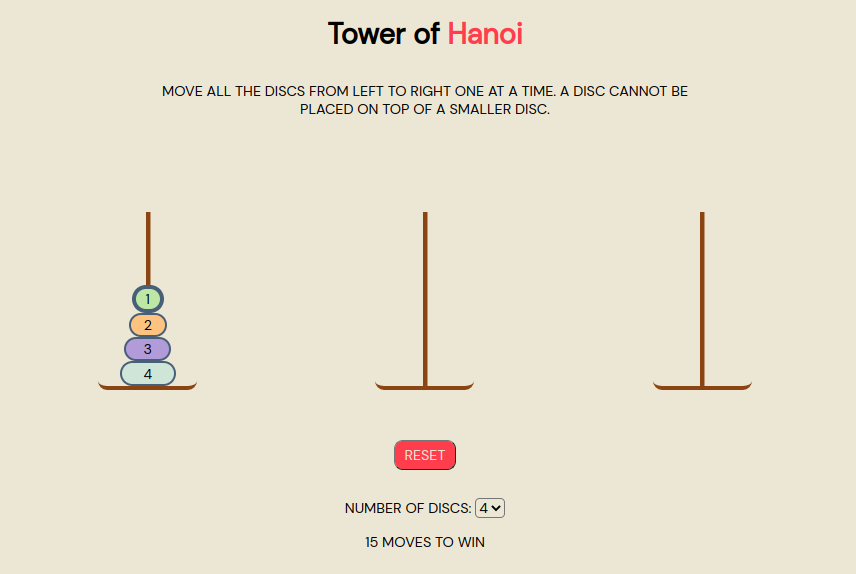 Tower of Hanoi
MOVE ALL THE DISCS FROM LEFT TO RIGHT ONE AT A TIME. A DISC CANNOT BE
PLACED ON TOP OF A SMALLER DISC.
1
2
3
4
RESET
NUMBER OF DISCS: 4
15 MOVES TO WIN